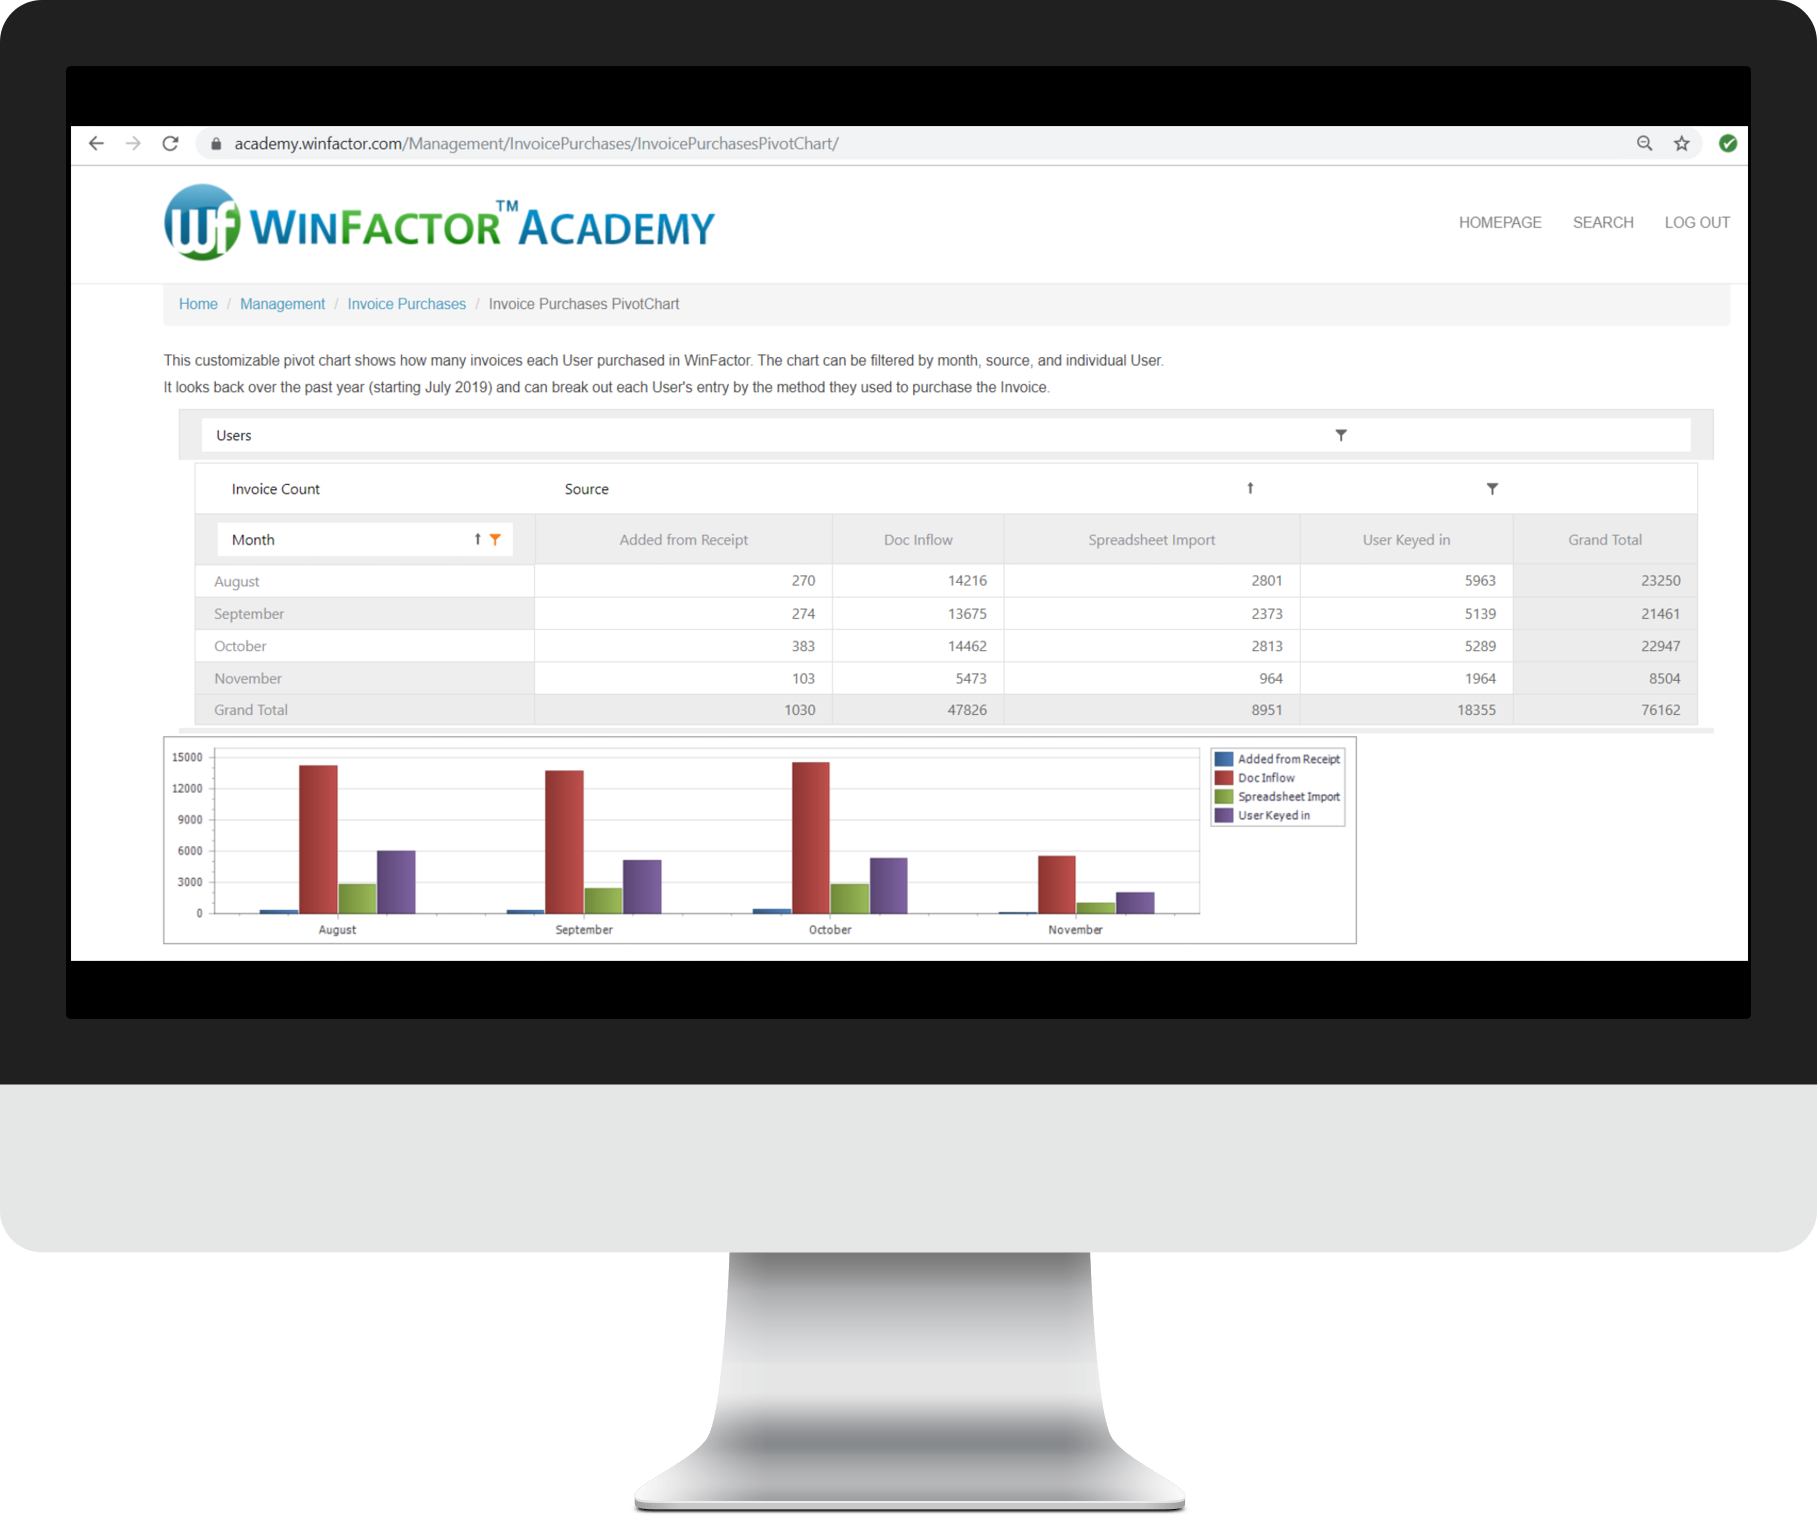 academy.winfactor.com/Management/InvoicePurchases/InvoicePurchasesPivotChart/
wf WINFACTOR™ ACADEMY
HOMEPAGE SEARCH LOG OUT
Home / Management / Invoice Purchases / Invoice Purchases PivotChart
This customizable pivot chart shows how many invoices each User purchased in WinFactor. The chart can be filtered by month, source, and individual User.
It looks back over the past year (starting July 2019) and can break out each User's entry by the method they used to purchase the Invoice.
Users
Invoice Count Source
Month Added from Receipt Doc Inflow Spreadsheet Import User Keyed in Grand Total
August 270 14216 2801 5963 23250
September 274 13675 2373 5139 21461
October 383 14462 2813 5289 22947
November 103 5473 964 1964 8504
Grand Total 1030 47826 8951 18355 76162
15000
12000
9000
6000
3000
0
August September October November
Added from Receipt
Doc Inflow
Spreadsheet Import
User Keyed in